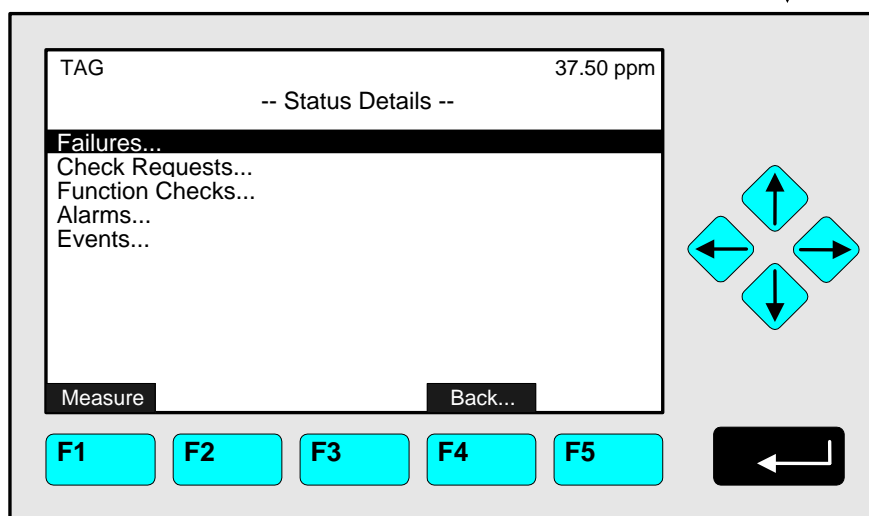 TAG 37.50 ppm
-- Status Details --
Failures...
Check Requests...
Function Checks...
Alarms...
Events...
Measure Back...
F1 F2 F3 F4 F5